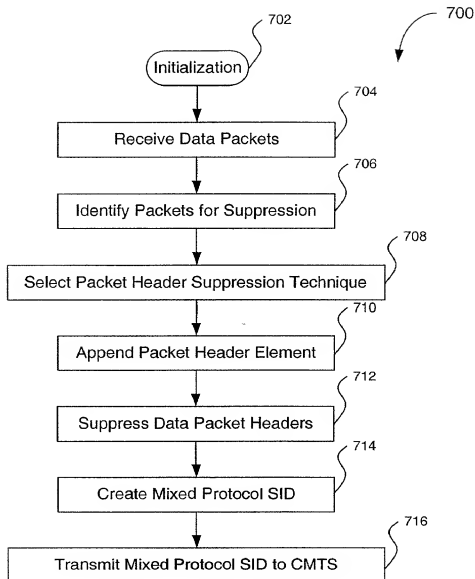 700
702
Initialization
704
Receive Data Packets
706
Identify Packets for Suppression
708
Select Packet Header Suppression Technique
710
Append Packet Header Element
712
Suppress Data Packet Headers
714
Create Mixed Protocol SID
716
Transmit Mixed Protocol SID to CMTS